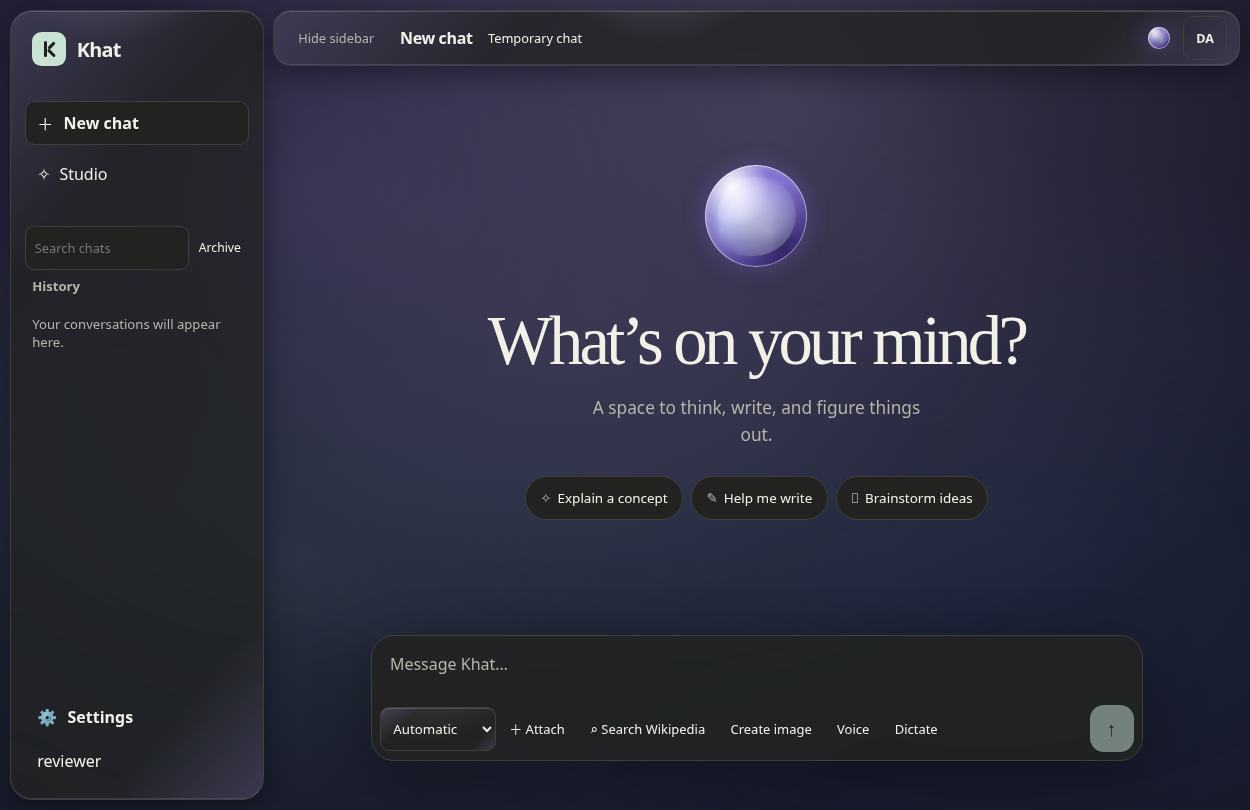 Khat
+ New chat
Studio
Search chats
Archive
History
Your conversations will appear
here.
Settings
reviewer
Hide sidebar
New chat
Temporary chat
DA
What’s on your mind?
A space to think, write, and figure things
out.
Explain a concept
Help me write
Brainstorm ideas
Message Khat...
Automatic
+ Attach
Search Wikipedia
Create image
Voice
Dictate